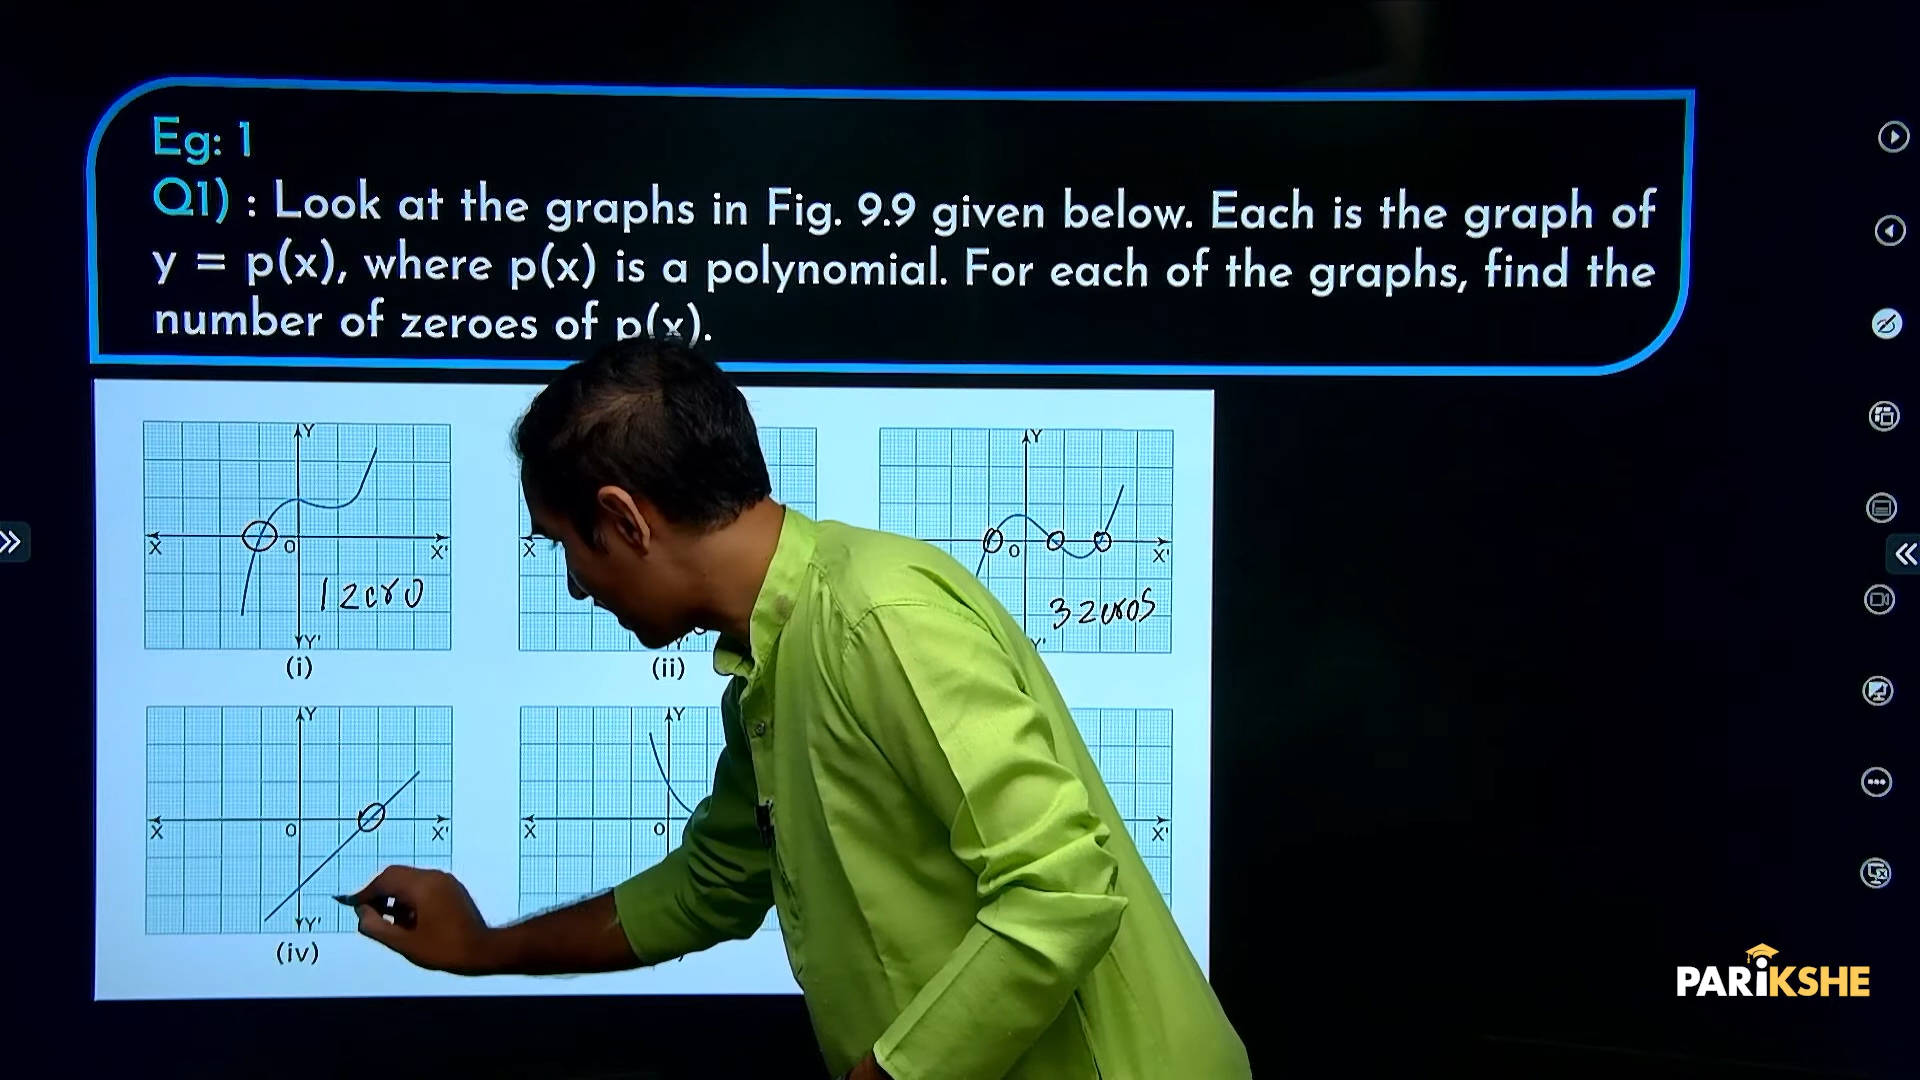 Eg: 1
Q1) : Look at the graphs in Fig. 9.9 given below. Each is the graph of
y = p(x), where p(x) is a polynomial. For each of the graphs, find the
number of zeroes of p(x).
Y
Y
X
O
X'
X
O
X'
1 zero
3 zeros
Y'
Y'
Y'
(i)
(ii)
Y
Y
X
O
X'
X
O
X'
Y'
(iv)
PARIKSHE